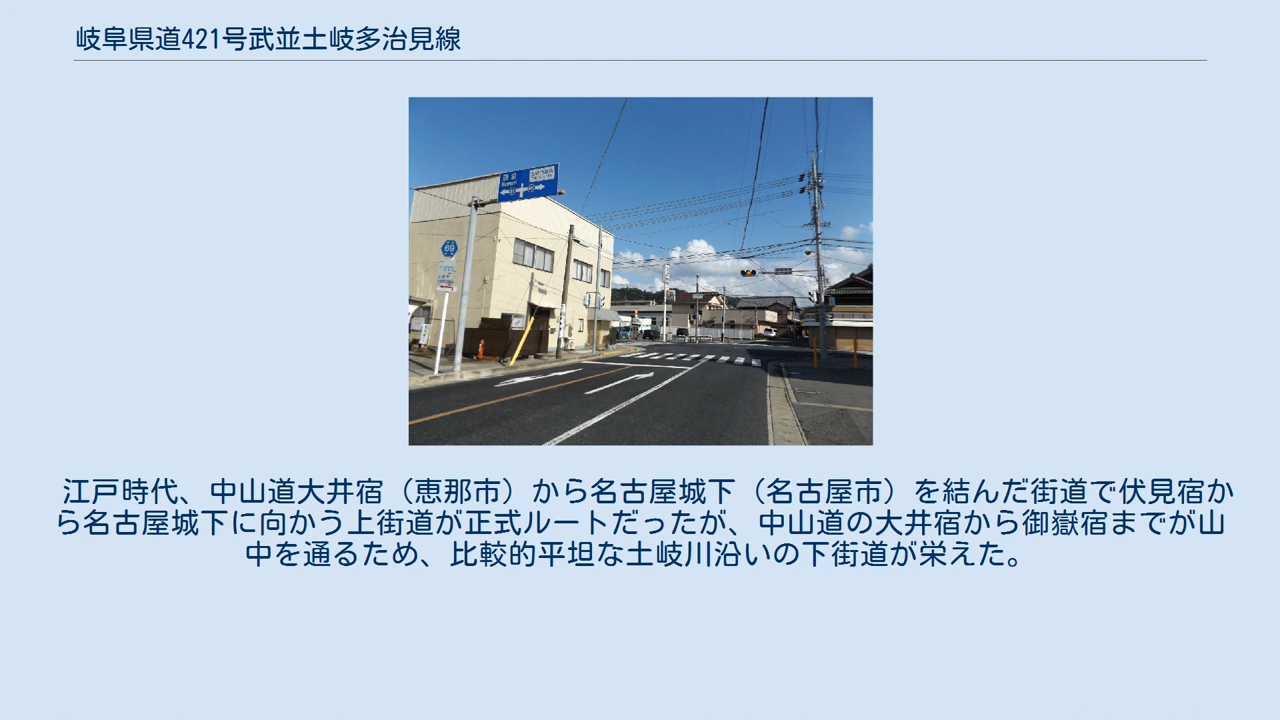 岐阜県道421号武並土岐多治見線
69
江戸時代、中山道大井宿（恵那市）から名古屋城下（名古屋市）を結んだ街道で伏見宿か
ら名古屋城下に向かう上街道が正式ルートだったが、中山道の大井宿から御嶽宿までが山
中を通るため、比較的平坦な土岐川沿いの下街道が栄えた。